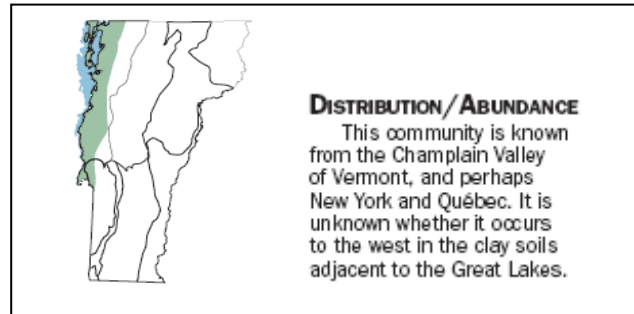 DISTRIBUTION/ABUNDANCE
This community is known
from the Champlain Valley
of Vermont, and perhaps
New York and Québec. It is
unknown whether it occurs
to the west in the clay soils
adjacent to the Great Lakes.